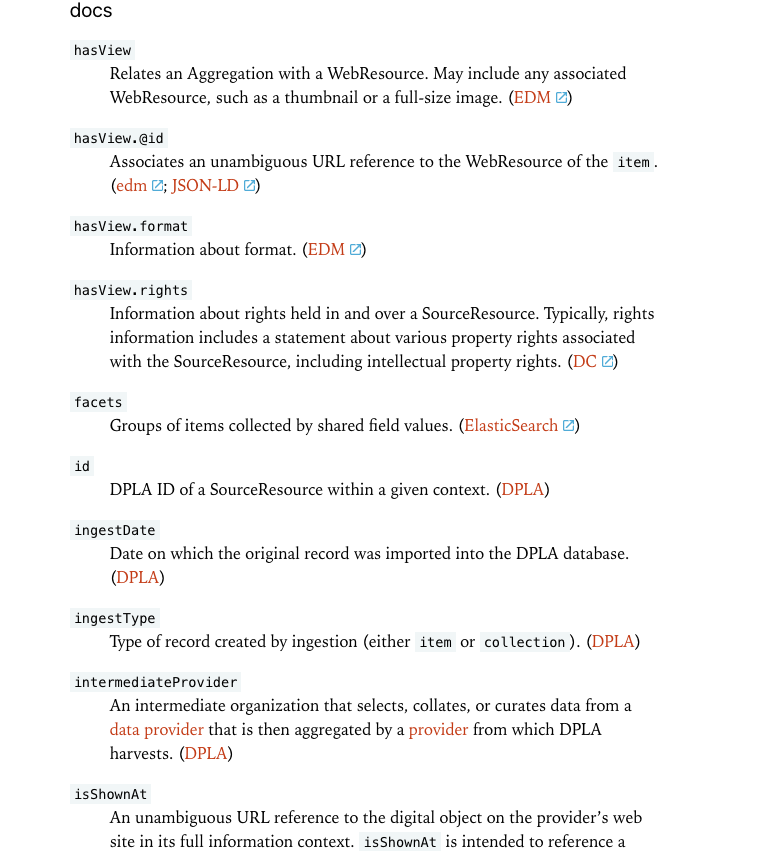 docs
hasView
Relates an Aggregation with a WebResource. May include any associated
WebResource, such as a thumbnail or a full-size image. (EDM)
hasView.@id
Associates an unambiguous URL reference to the WebResource of the item.
(edm; JSON-LD)
hasView.format
Information about format. (EDM)
hasView.rights
Information about rights held in and over a SourceResource. Typically, rights
information includes a statement about various property rights associated
with the SourceResource, including intellectual property rights. (DC)
facets
Groups of items collected by shared field values. (ElasticSearch)
id
DPLA ID of a SourceResource within a given context. (DPLA)
ingestDate
Date on which the original record was imported into the DPLA database.
(DPLA)
ingestType
Type of record created by ingestion (either item or collection). (DPLA)
intermediateProvider
An intermediate organization that selects, collates, or curates data from a
data provider that is then aggregated by a provider from which DPLA
harvests. (DPLA)
isShownAt
An unambiguous URL reference to the digital object on the provider’s web
site in its full information context. isShownAt is intended to reference a